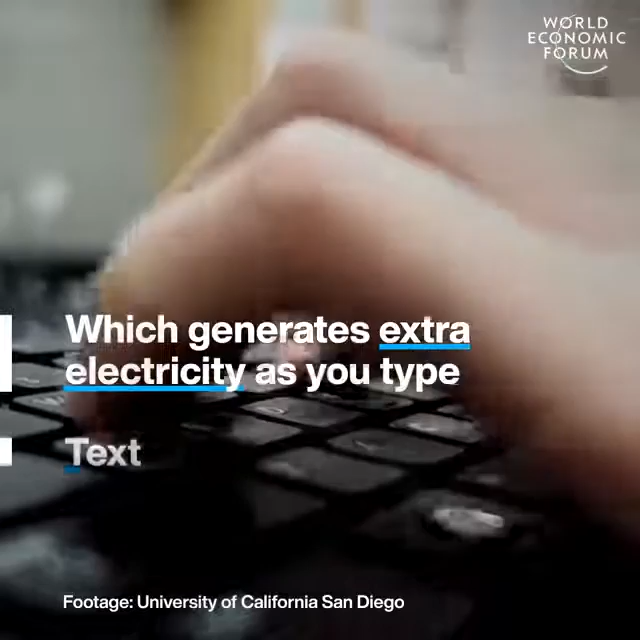 WORLD
ECONOMIC
FORUM
Which generates extra
electricity as you type
Text
Footage: University of California San Diego